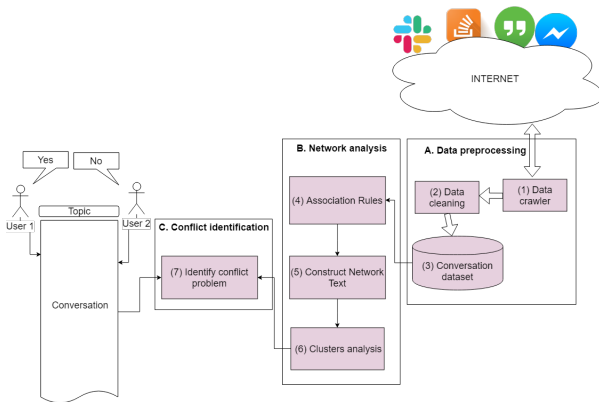 INTERNET
B. Network analysis
A. Data preprocessing
Yes
No
(4) Association Rules
(2) Data
cleaning
(1) Data
crawler
Topic
User 1
User 2
C. Conflict identification
(7) Identify conflict
problem
(5) Construct Network
Text
(3) Conversation
dataset
Conversation
(6) Clusters analysis